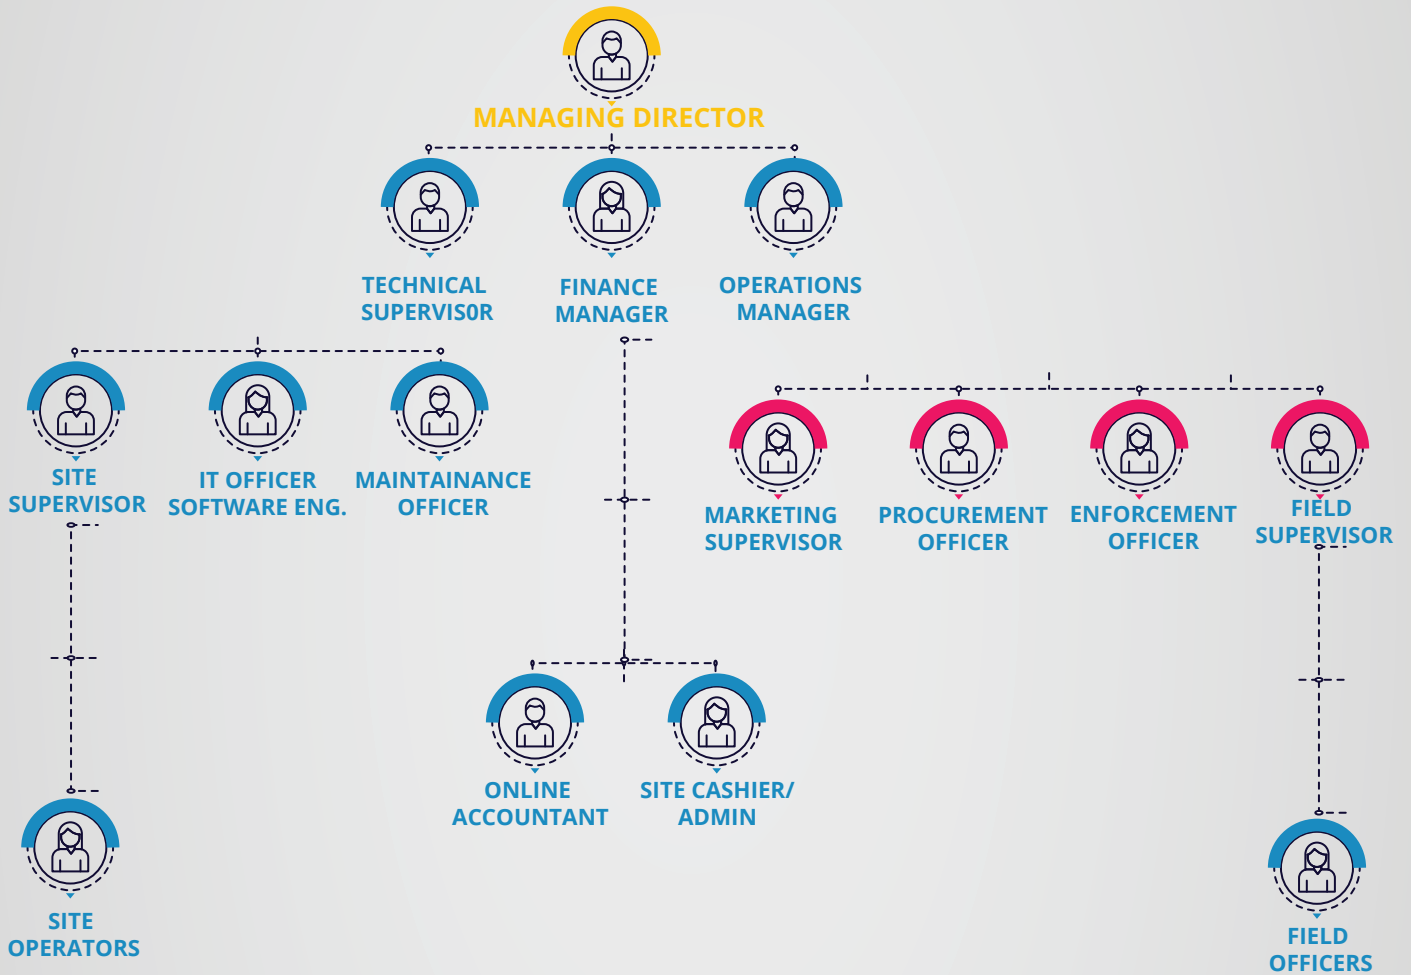 MANAGING DIRECTOR
TECHNICAL
SUPERVIS0R
FINANCE
MANAGER
OPERATIONS
MANAGER
SITE
SUPERVISOR
IT OFFICER
SOFTWARE ENG.
MAINTAINANCE
OFFICER
MARKETING
SUPERVISOR
PROCUREMENT
OFFICER
ENFORCEMENT
OFFICER
FIELD
SUPERVISOR
ONLINE
ACCOUNTANT
SITE CASHIER/
ADMIN
SITE
OPERATORS
FIELD
OFFICERS